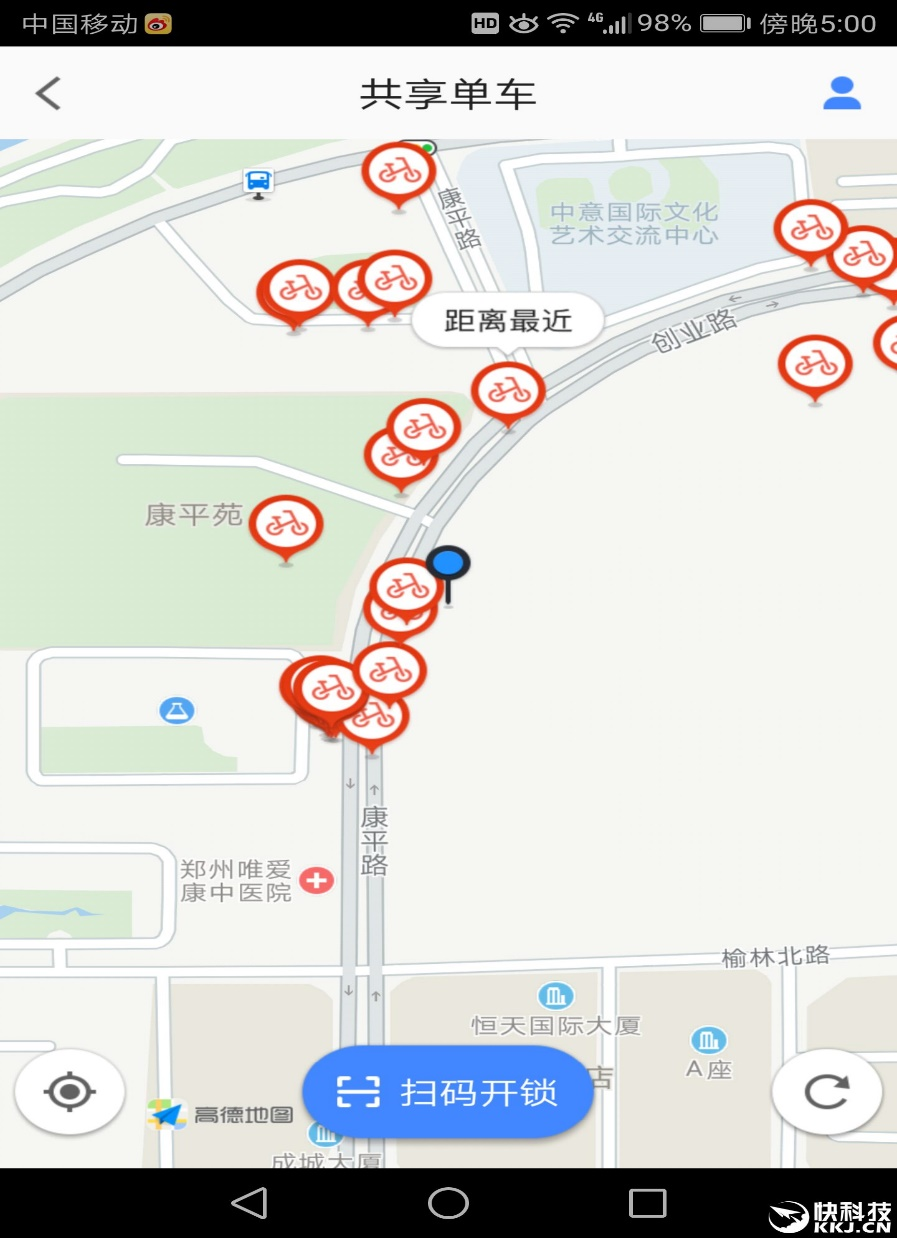 中国移动
HD 4G 98% 傍晚5:00
共享单车
康平路
中意国际文化
艺术交流中心
距离最近
创业路
康平苑
康平路
郑州唯爱
康中医院
榆林北路
恒天国际大厦
A座
店
扫码开锁
高德地图
成城大厦
快科技
KKJ.CN